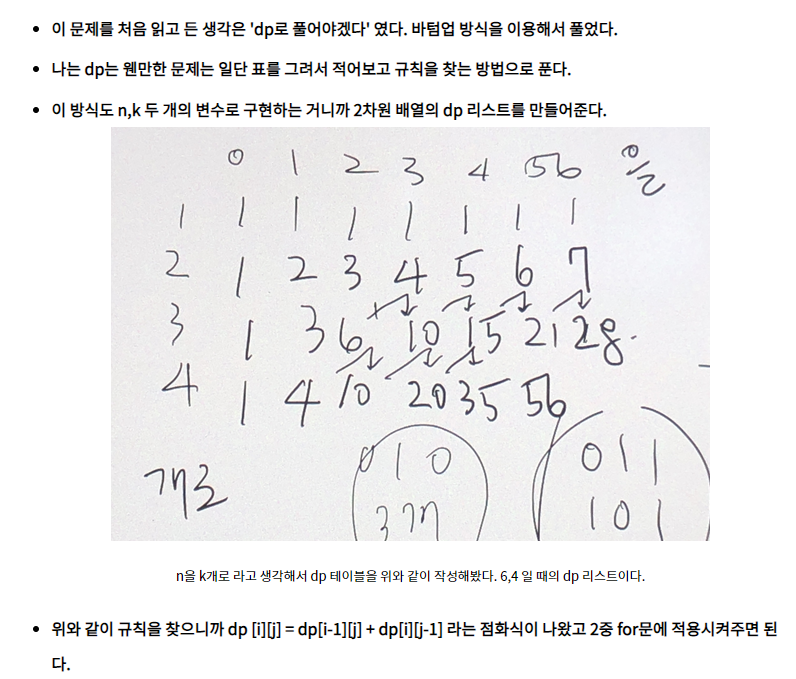 이 문제를 처음 읽고 든 생각은 'dp로 풀어야겠다' 였다. 바텀업 방식을 이용해서 풀었다.
나는 dp는 웬만한 문제는 일단 표를 그려서 적어보고 규칙을 찾는 방법으로 푼다.
이 방식도 n,k 두 개의 변수로 구현하는 거니까 2차원 배열의 dp 리스트를 만들어준다.
0 1 2 3 4 5 6 을
1 1 1 1 1 1 1 1
2 1 2 3 4 5 6 7
3 1 3 6 10 15 21 28
4 1 4 10 20 35 56
개로
0 1 0
3개
0 1 1
1 0 1
n을 k개로 라고 생각해서 dp 테이블을 위와 같이 작성해봤다. 6,4 일 때의 dp 리스트이다.
위와 같이 규칙을 찾으니까 dp [i][j] = dp[i-1][j] + dp[i][j-1] 라는 점화식이 나왔고 2중 for문에 적용시켜주면 된
다.